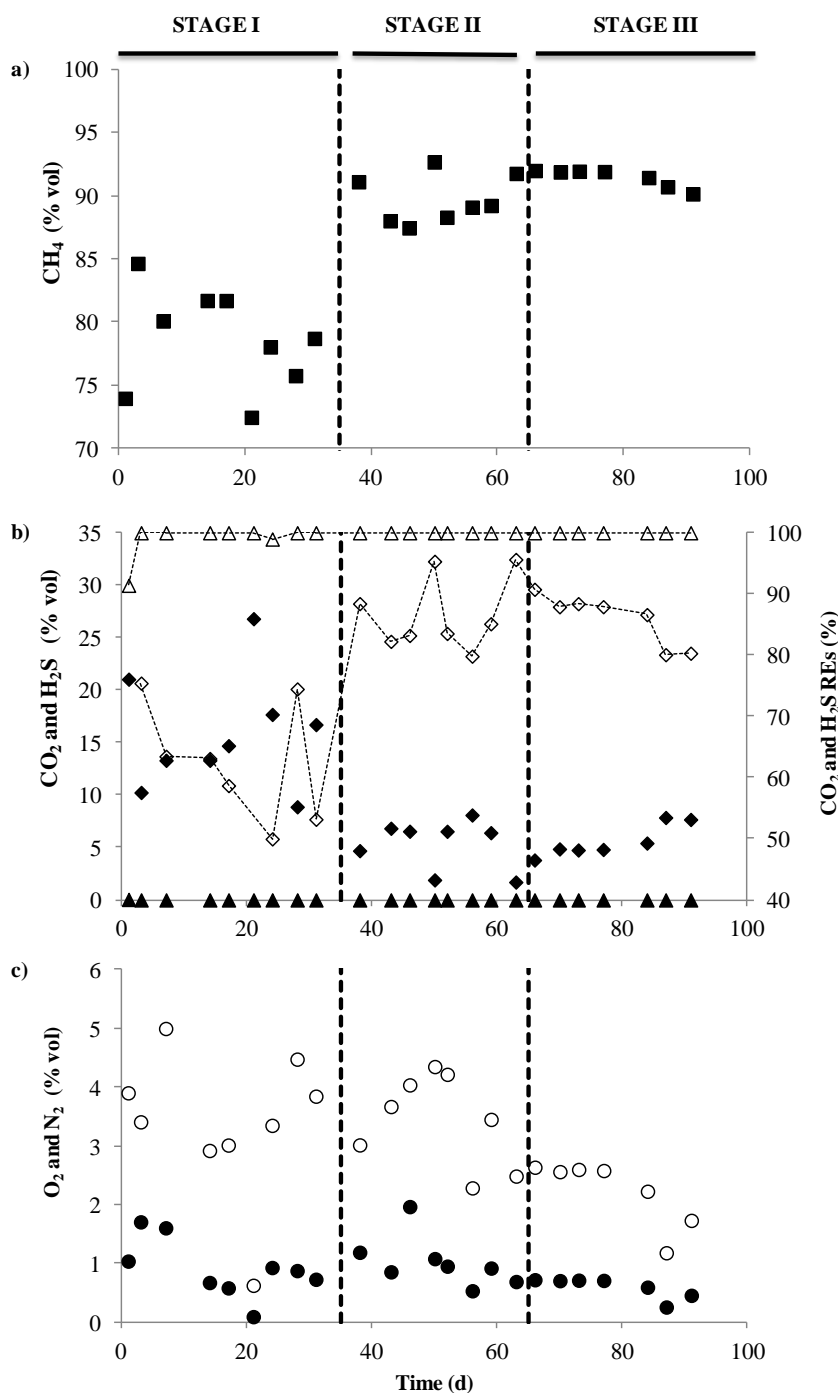 STAGE I STAGE II STAGE III
a)
CH₄ (% vol)
100
95
90
85
80
75
70
0 20 40 60 80 100
b)
CO₂ and H₂S (% vol)
35
30
25
20
15
10
5
0
100
90
80
70
60
50
40
CO₂ and H₂S REs (%)
0 20 40 60 80 100
c)
O₂ and N₂ (% vol)
6
5
4
3
2
1
0
0 20 40 60 80 100
Time (d)